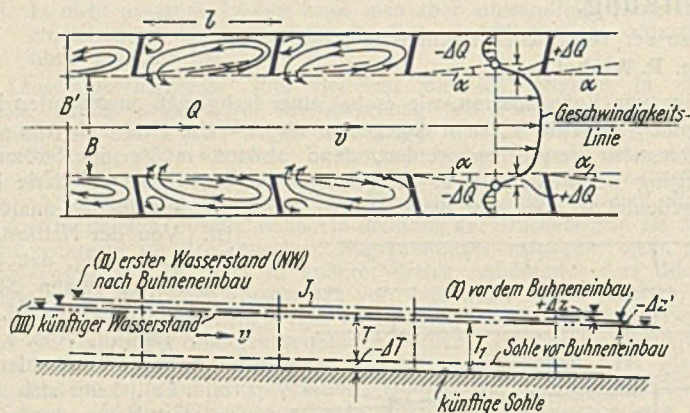 l
-ΔQ +ΔQ
α α
B' Q
B v
Geschwindigkeits-
Linie
α α
-ΔQ +ΔQ
(II) erster Wasserstand (NW)
nach Buhneneinbau
J₁
(I) vor dem Buhneneinbau,
+Δz -Δz'
(III) künftiger Wasserstand
v T
-ΔT T₁ Sohle vor Buhneneinbau
künftige Sohle